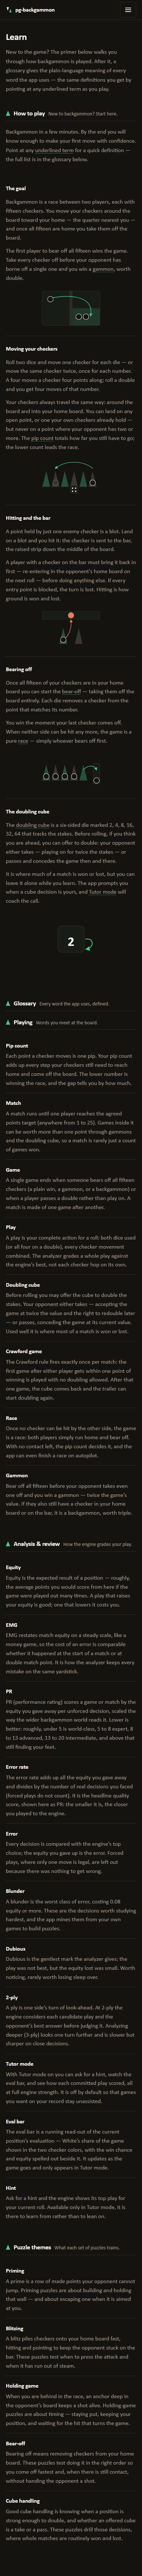 pg-backgammon
Learn
New to the game? The primer below walks you
through how backgammon is played. After it, a
glossary gives the plain-language meaning of every
word the app uses — the same definitions you get by
pointing at any underlined term as you play.
How to play New to backgammon? Start here.
Backgammon in a few minutes. By the end you will
know enough to make your first move with confidence.
Point at any underlined term for a quick definition —
the full list is in the glossary below.
The goal
Backgammon is a race between two players, each with
fifteen checkers. You move your checkers around the
board toward your home — the quarter nearest you —
and once all fifteen are home you take them off the
board.
The first player to bear off all fifteen wins the game.
Take every checker off before your opponent has
borne off a single one and you win a gammon, worth
double.
Moving your checkers
Roll two dice and move one checker for each die — or
the same checker twice, once for each number. Doubles
of fours moves a checker four points along; roll a double
and you get four moves of that number.
Your checkers always travel the same way around the
board and into your home board. You can land on any
open point, or on your own checkers already there, but
never on a point where your opponent has two or
more. The pip count totals how far you still have to go;
the lower count leads the race.
Hitting and the bar
A point held by just one enemy checker is a blot. Land
on a blot and you hit it: the checker is sent to the bar,
the raised strip down the middle of the board.
A player with a checker on the bar must bring it back in
first — re-entering in the opponent's home board on the
next roll — before doing anything else. If every
entry point is blocked, the turn is lost. Hitting is how
ground is won and lost.
Bearing off
Once all fifteen of your checkers are in your home
board you can start the bear-off — taking them off the
board entirely. Each die removes a checker from the
point that matches its number.
You win the moment your last checker comes off.
When neither side can be hit any more, the game is a
pure race — simply whoever bears off first.
The doubling cube
The doubling cube is a six-sided die marked 2, 4, 8, 16,
32, 64 that tracks the stakes. Before rolling, if you think
you are ahead, you can offer to double: your opponent
either takes — playing on for twice the stakes — or
passes and concedes the game then and there.
It is where most of a match is won or lost, but you can
leave it alone while you learn. The app prompts you
when a cube decision is yours, and Tutor mode will
coach the call.
2
Glossary Every word the app uses, defined.
Playing Words you meet at the board.
Pip count
Each point a checker moves is one pip. Your pip count
adds up every step your checkers still need to come
home and come off the board. The lower number is
winning the race, and the gap tells you by how much.
Match
A match runs until one player reaches the agreed
points target (anywhere from 1 to 25). Games inside it
can be worth more than one point through gammons
and the doubling cube, so a match is rarely just a count
of games won.
Game
A single game ends when someone bears off all fifteen
checkers (a plain win, a gammon, or a backgammon) or
when a player passes a double rather than play on. A
match is made of one game after another.
Play
A play is your complete action for a roll: both dice used
(or all four on a double), every checker movement
combined. The analyzer grades a whole play against
the engine's best, not each checker hop on its own.
Doubling cube
Before rolling you may offer the cube to double the
stakes. Your opponent either takes — accepting the
game at twice the value and the right to redouble later
— or passes, conceding the game at its current value.
Used well it is where most of a match is won or lost.
Crawford game
The Crawford rule fires exactly once per match: the
first game after either player gets within one point of
winning is played with no doubling allowed. After that
one game, the cube comes back and the trailer can
start doubling again.
Race
Once no checker can be hit by the other side, the game
is a race: both players simply run home and bear off.
With no contact left, the pip count decides it, and the
app can even finish a race on autopilot.
Gammon
Bear off all fifteen before your opponent takes even
one off and you win a gammon — twice the game's
value. If they also still have a checker in your home
board or on the bar, it is a backgammon, worth triple.
Analysis & review How the engine grades your play.
Equity
Equity is the expected result of a position — roughly,
the average points you would score from here if the
game were played out many times. A play that raises
your equity is good; one that lowers it costs you.
EMG
EMG restates match equity on a steady scale, like a
money game, so the cost of an error is comparable
whether it happened at the start of a match or at
double match point. It is how the analyzer keeps every
mistake on the same yardstick.
PR
PR (performance rating) scores a game or match by the
equity you gave away per unforced decision, scaled the
way the wider backgammon world reads it. Lower is
better: roughly, under 5 is world-class, 5 to 8 expert, 8
to 13 advanced, 13 to 20 intermediate, and above that
still finding your feet.
Error rate
The error rate adds up all the equity you gave away
and divides by the number of real decisions you faced
(forced plays do not count). It is the headline quality
score, shown here as PR: the smaller it is, the closer
you played to the engine.
Error
Every decision is compared with the engine's top
choice; the equity you gave up is the error. Forced
plays, where only one move is legal, are left out
because there was nothing to get wrong.
Blunder
A blunder is the worst class of error, costing 0.08
equity or more. These are the decisions worth studying
hardest, and the app mines them from your own
games to build puzzles.
Dubious
Dubious is the gentlest mark the analyzer gives: the
play was not best, but the equity lost was small. Worth
noticing, rarely worth losing sleep over.
2-ply
A ply is one side's turn of look-ahead. At 2-ply the
engine considers each candidate play and the
opponent's best answer before judging it. Analyzing
deeper (3-ply) looks one turn further and is slower but
sharper on close decisions.
Tutor mode
With Tutor mode on you can ask for a hint, watch the
eval bar, and see how each committed play scored, all
at full engine strength. It is off by default so that games
you want on your record stay unassisted.
Eval bar
The eval bar is a running read-out of the current
position's evaluation — White's share of the game
shown in the two checker colors, with the win chance
and equity spelled out beside it. It updates as the
game goes and only appears in Tutor mode.
Hint
Ask for a hint and the engine shows its top play for
your current roll. Available only in Tutor mode, it is
there to learn from rather than to lean on.
Puzzle themes What each set of puzzles trains.
Priming
A prime is a row of made points your opponent cannot
jump. Priming puzzles are about building and holding
that wall — and about escaping one when it is aimed
at you.
Blitzing
A blitz piles checkers onto your home board fast,
hitting and pointing to keep the opponent stuck on the
bar. These puzzles test when to press the attack and
when it has run out of steam.
Holding game
When you are behind in the race, an anchor deep in
the opponent's board keeps a shot alive. Holding-game
puzzles are about timing — staying put, keeping your
position, and waiting for the hit that turns the game.
Bear-off
Bearing off means removing checkers from your home
board. These puzzles test doing it in the right order so
you come off fastest and, when there is still contact,
without handing the opponent a shot.
Cube handling
Good cube handling is knowing when a position is
strong enough to double, and whether an offered cube
is a take or a pass. These puzzles drill those decisions,
where whole matches are routinely won and lost.